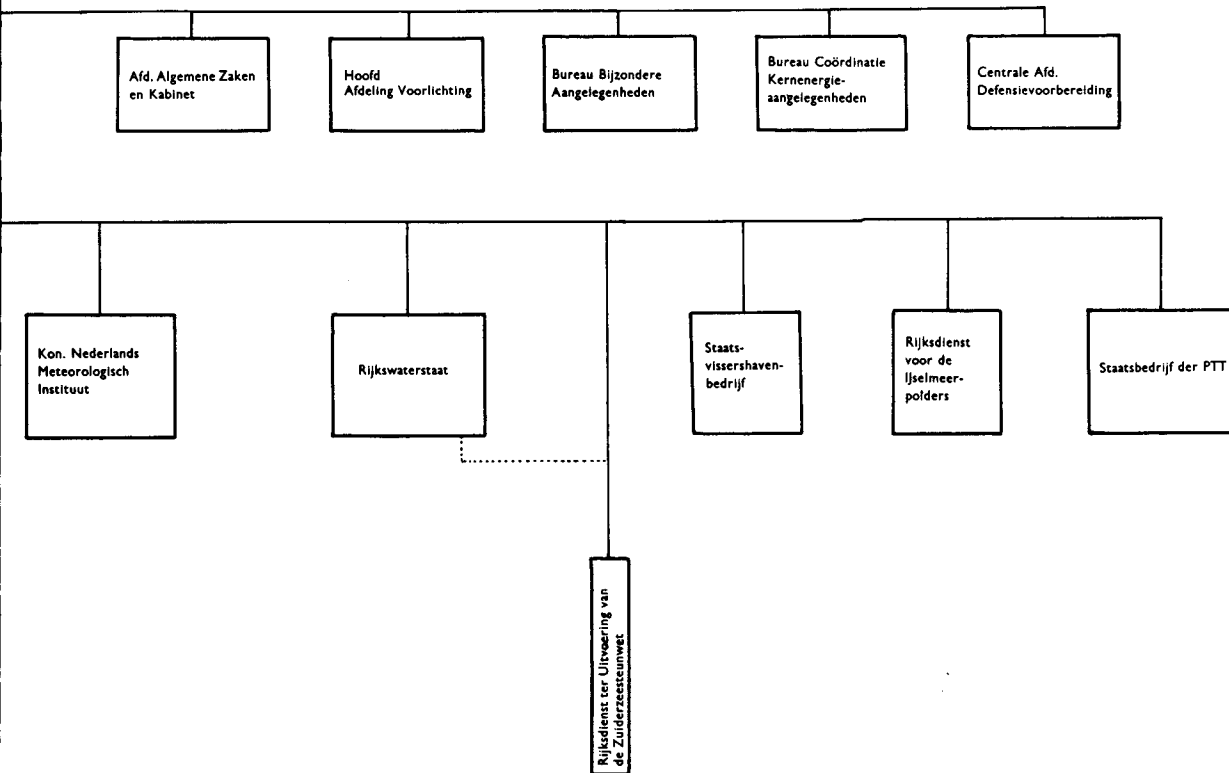 Afd. Algemene Zaken
en Kabinet
Hoofd
Afdeling Voorlichting
Bureau Bijzondere
Aangelegenheden
Bureau Coördinatie
Kernenergie-
aangelegenheden
Centrale Afd.
Defensievoorbereiding
Kon. Nederlands
Meteorologisch
Instituut
Rijkswaterstaat
Staats-
vissershaven-
bedrijf
Rijksdienst
voor de
IJselmeer-
polders
Staatsbedrijf der PTT
Rijksdienst ter Uitvoering van
de Zuiderzeesteunwet